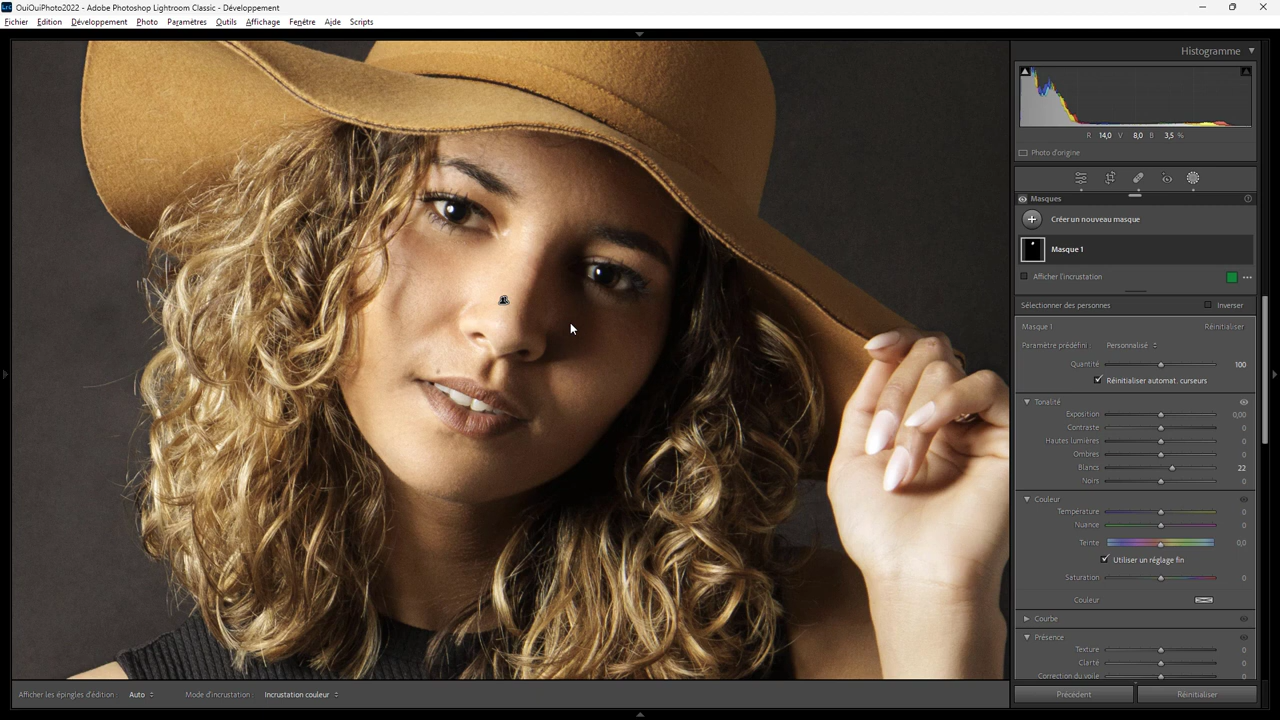 OuiOuiPhoto2022 - Adobe Photoshop Lightroom Classic - Développement
Fichier Edition Développement Photo Paramètres Outils Affichage Fenêtre Aide Scripts
Histogramme
R 14,0 V 8,0 B 3,5 %
Photo d'origine
Masques
Créer un nouveau masque
Masque 1
Afficher l'incrustation
Sélectionner des personnes Inverser
Masque 1 Réinitialiser
Paramètre prédéfini : Personnalisé
Quantité 100
Réinitialiser automat. curseurs
Tonalité
Exposition 0,00
Contraste 0
Hautes lumières 0
Ombres 0
Blancs 22
Noirs 0
Couleur
Température 0
Nuance 0
Teinte 0,0
Utiliser un réglage fin
Saturation 0
Couleur
Courbe
Présence
Texture 0
Clarté 0
Correction du voile 0
Afficher les épingles d'édition : Auto Mode d'incrustation : Incrustation couleur
Précédent Réinitialiser